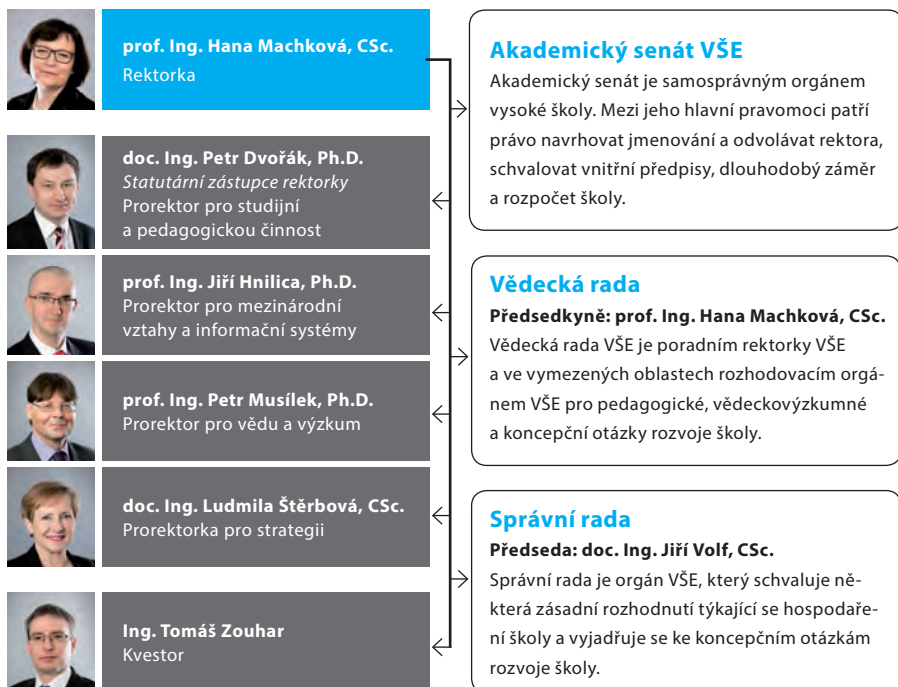 prof. Ing. Hana Machková, CSc.
Rektorka
doc. Ing. Petr Dvořák, Ph.D.
Statutární zástupce rektorky
Prorektor pro studijní
a pedagogickou činnost
prof. Ing. Jiří Hnilica, Ph.D.
Prorektor pro mezinárodní
vztahy a informační systémy
prof. Ing. Petr Musílek, Ph.D.
Prorektor pro vědu a výzkum
doc. Ing. Ludmila Štěrbová, CSc.
Prorektorka pro strategii
Ing. Tomáš Zouhar
Kvestor
Akademický senát VŠE
Akademický senát je samosprávným orgánem
vysoké školy. Mezi jeho hlavní pravomoci patří
právo navrhovat jmenování a odvolávat rektora,
schvalovat vnitřní předpisy, dlouhodobý záměr
a rozpočet školy.
Vědecká rada
Předsedkyně: prof. Ing. Hana Machková, CSc.
Vědecká rada VŠE je poradním rektorky VŠE
a ve vymezených oblastech rozhodovacím orgá-
nem VŠE pro pedagogické, vědeckovýzkumné
a koncepční otázky rozvoje školy.
Správní rada
Předseda: doc. Ing. Jiří Volf, CSc.
Správní rada je orgán VŠE, který schvaluje ně-
která zásadní rozhodnutí týkající se hospodaře-
ní školy a vyjadřuje se ke koncepčním otázkám
rozvoje školy.